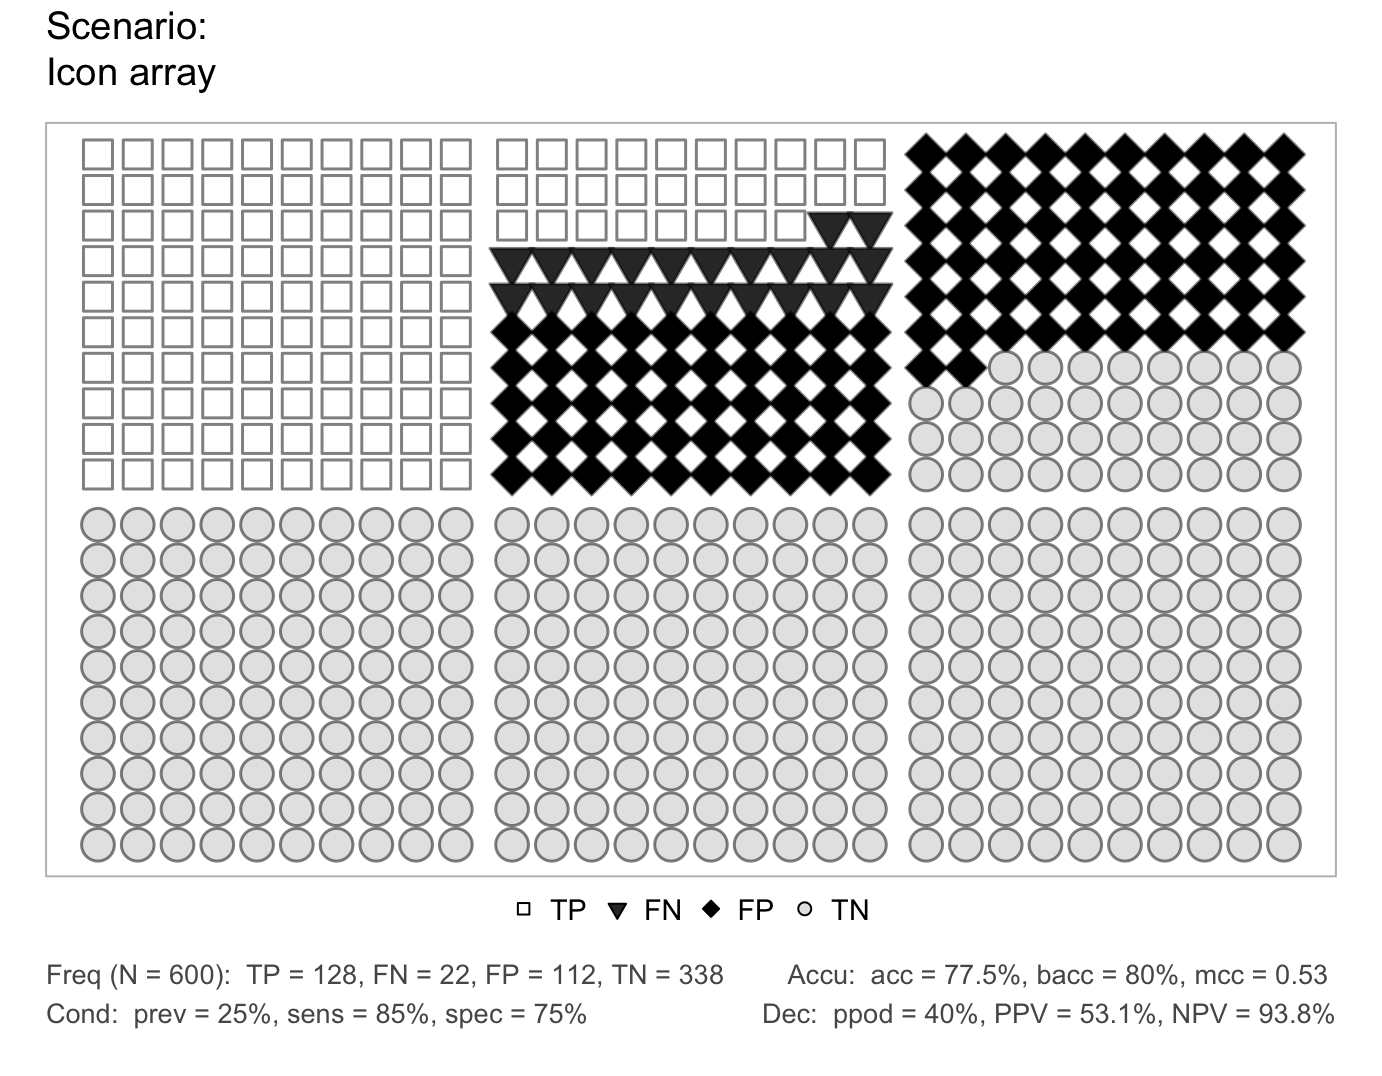 Scenario:
Icon array
TP FN FP TN
Freq (N = 600): TP = 128, FN = 22, FP = 112, TN = 338 Accu: acc = 77.5%, bacc = 80%, mcc = 0.53
Cond: prev = 25%, sens = 85%, spec = 75% Dec: ppod = 40%, PPV = 53.1%, NPV = 93.8%